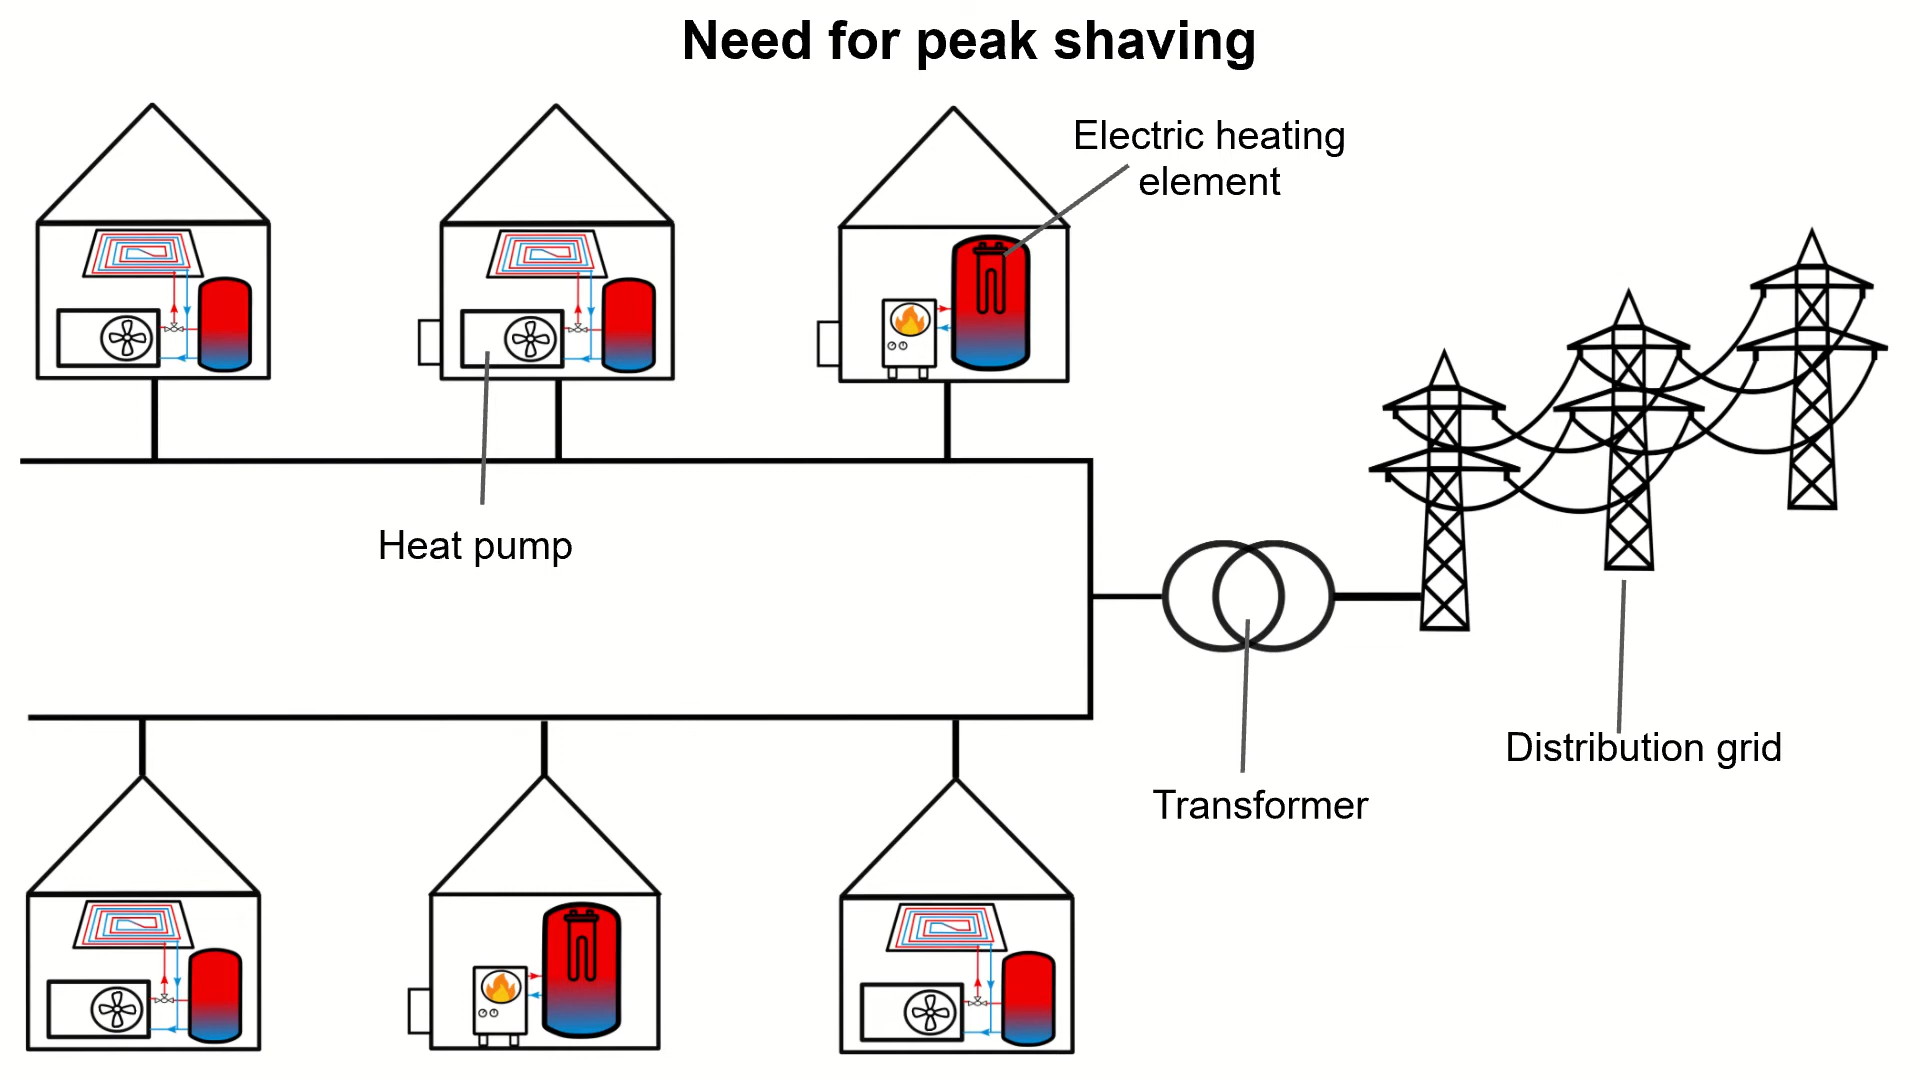 Need for peak shaving
Electric heating
element
Heat pump
Distribution grid
Transformer